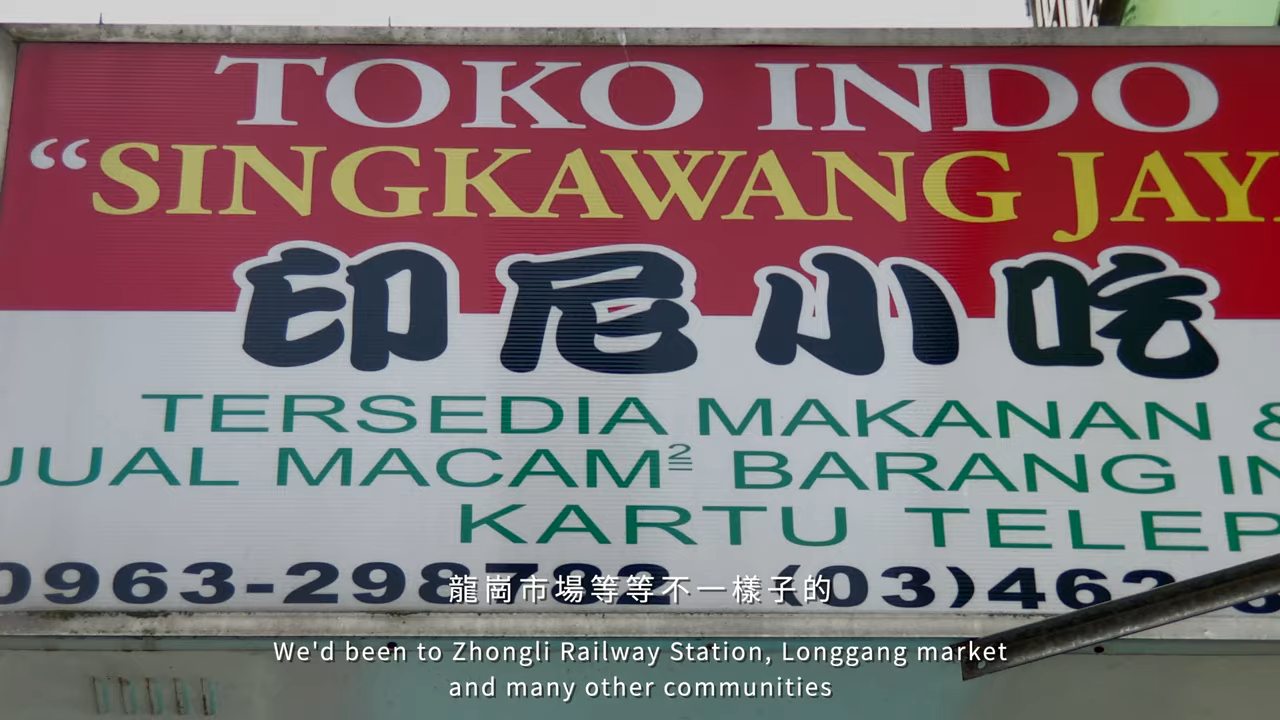 TOKO INDO
“SINGKAWANG JAY
印尼小吃
TERSEDIA MAKANAN &
JUAL MACAM² BARANG IN
KARTU TELEP
0963-298782 (03)462
龍崗市場等等不一樣子的
We'd been to Zhongli Railway Station, Longgang market
and many other communities